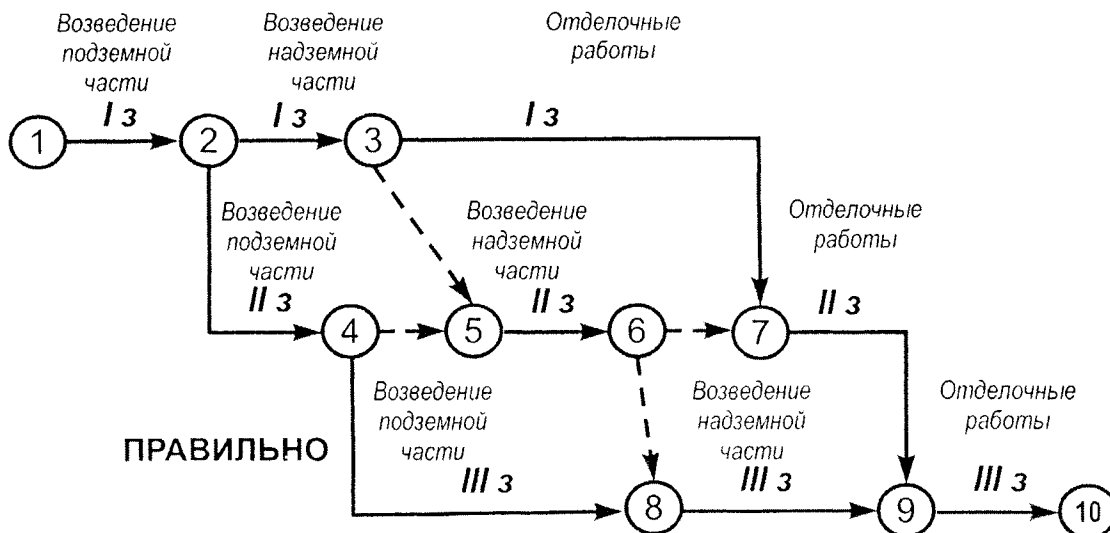 Возведение
подземной
части
I з
Возведение
надземной
части
I з
Отделочные
работы
I з
1
2
3
Возведение
подземной
части
II з
Возведение
надземной
части
II з
Отделочные
работы
II з
4
5
6
7
ПРАВИЛЬНО
Возведение
подземной
части
III з
Возведение
надземной
части
III з
Отделочные
работы
III з
8
9
10